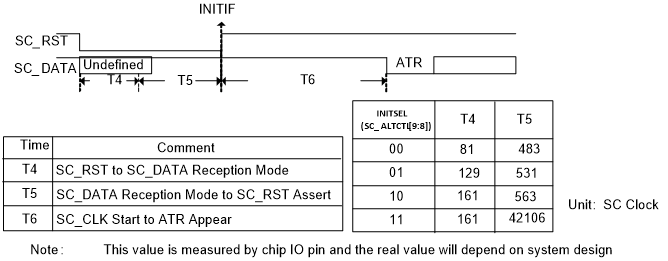 INITIF
SC_RST
SC_DATA
Undefined
ATR
T4
T5
T6
INITSEL (SC_ALTCTL[9:8]) T4 T5
00 81 483
01 129 531
10 161 563
11 161 42106
Unit: SC Clock
Time Comment
T4 SC_RST to SC_DATA Reception Mode
T5 SC_DATA Reception Mode to SC_RST Assert
T6 SC_CLK Start to ATR Appear
Note: This value is measured by chip IO pin and the real value will depend on system design